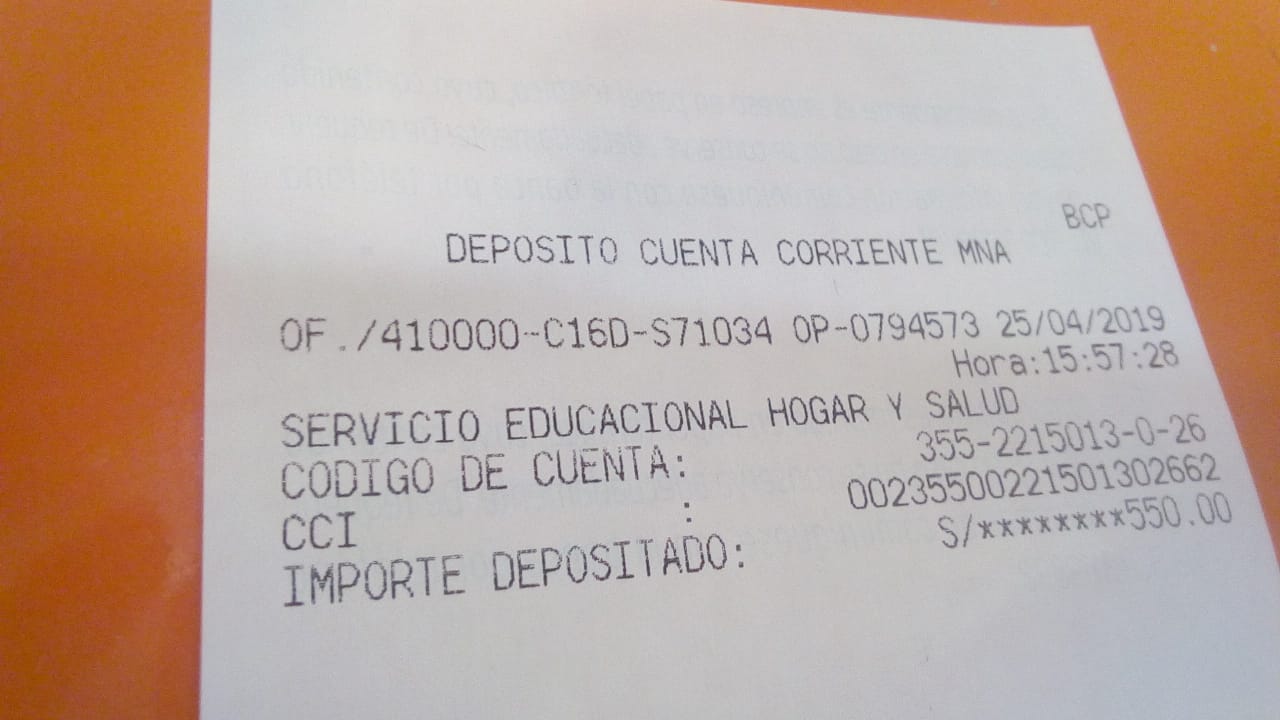 BCP
DEPOSITO CUENTA CORRIENTE MNA
OF./410000-C16D-S71034 OP-0794573 25/04/2019
Hora:15:57:28
SERVICIO EDUCACIONAL HOGAR Y SALUD
CODIGO DE CUENTA: 355-2215013-0-26
CCI : 00235500221501302662
IMPORTE DEPOSITADO: S/********550.00